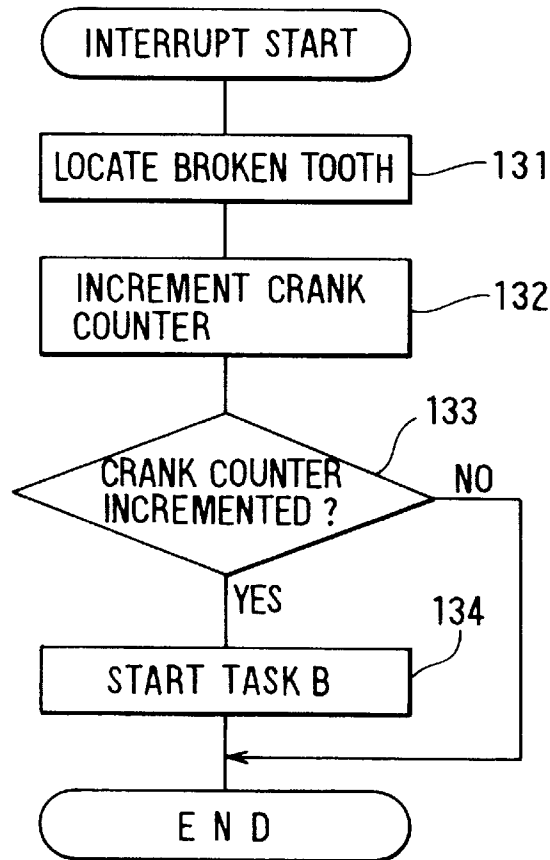 INTERRUPT START
LOCATE BROKEN TOOTH
131
INCREMENT CRANK
COUNTER
132
133
CRANK COUNTER
INCREMENTED ?
NO
YES
134
START TASK B
END